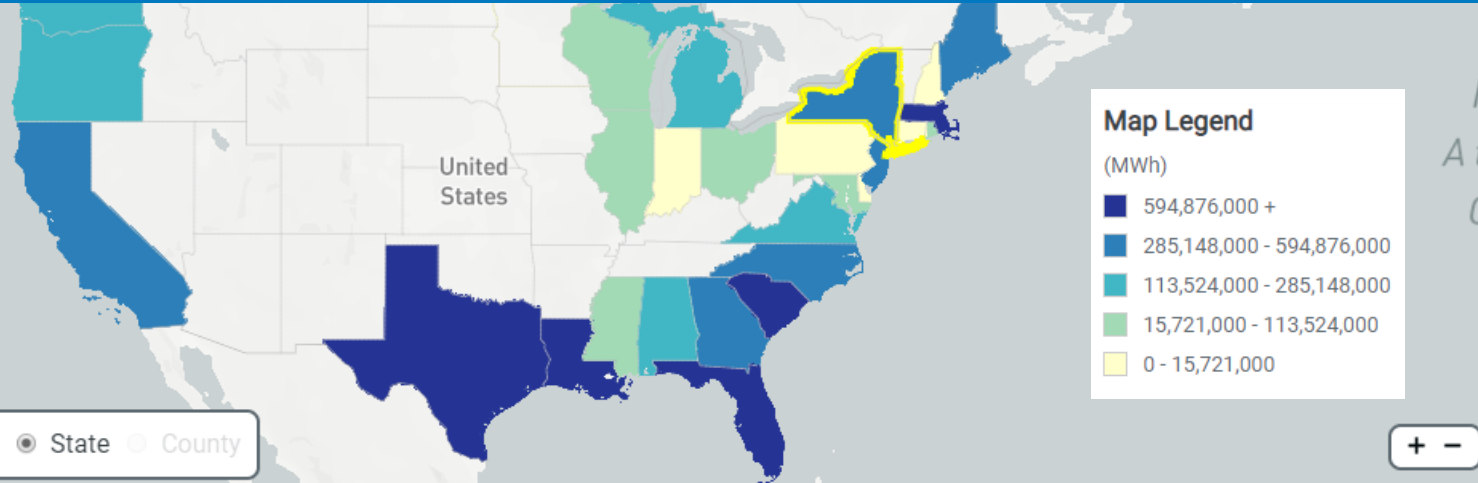 United
States
Map Legend
(MWh)
594,876,000 +
285,148,000 - 594,876,000
113,524,000 - 285,148,000
15,721,000 - 113,524,000
0 - 15,721,000
A
State County
+ −